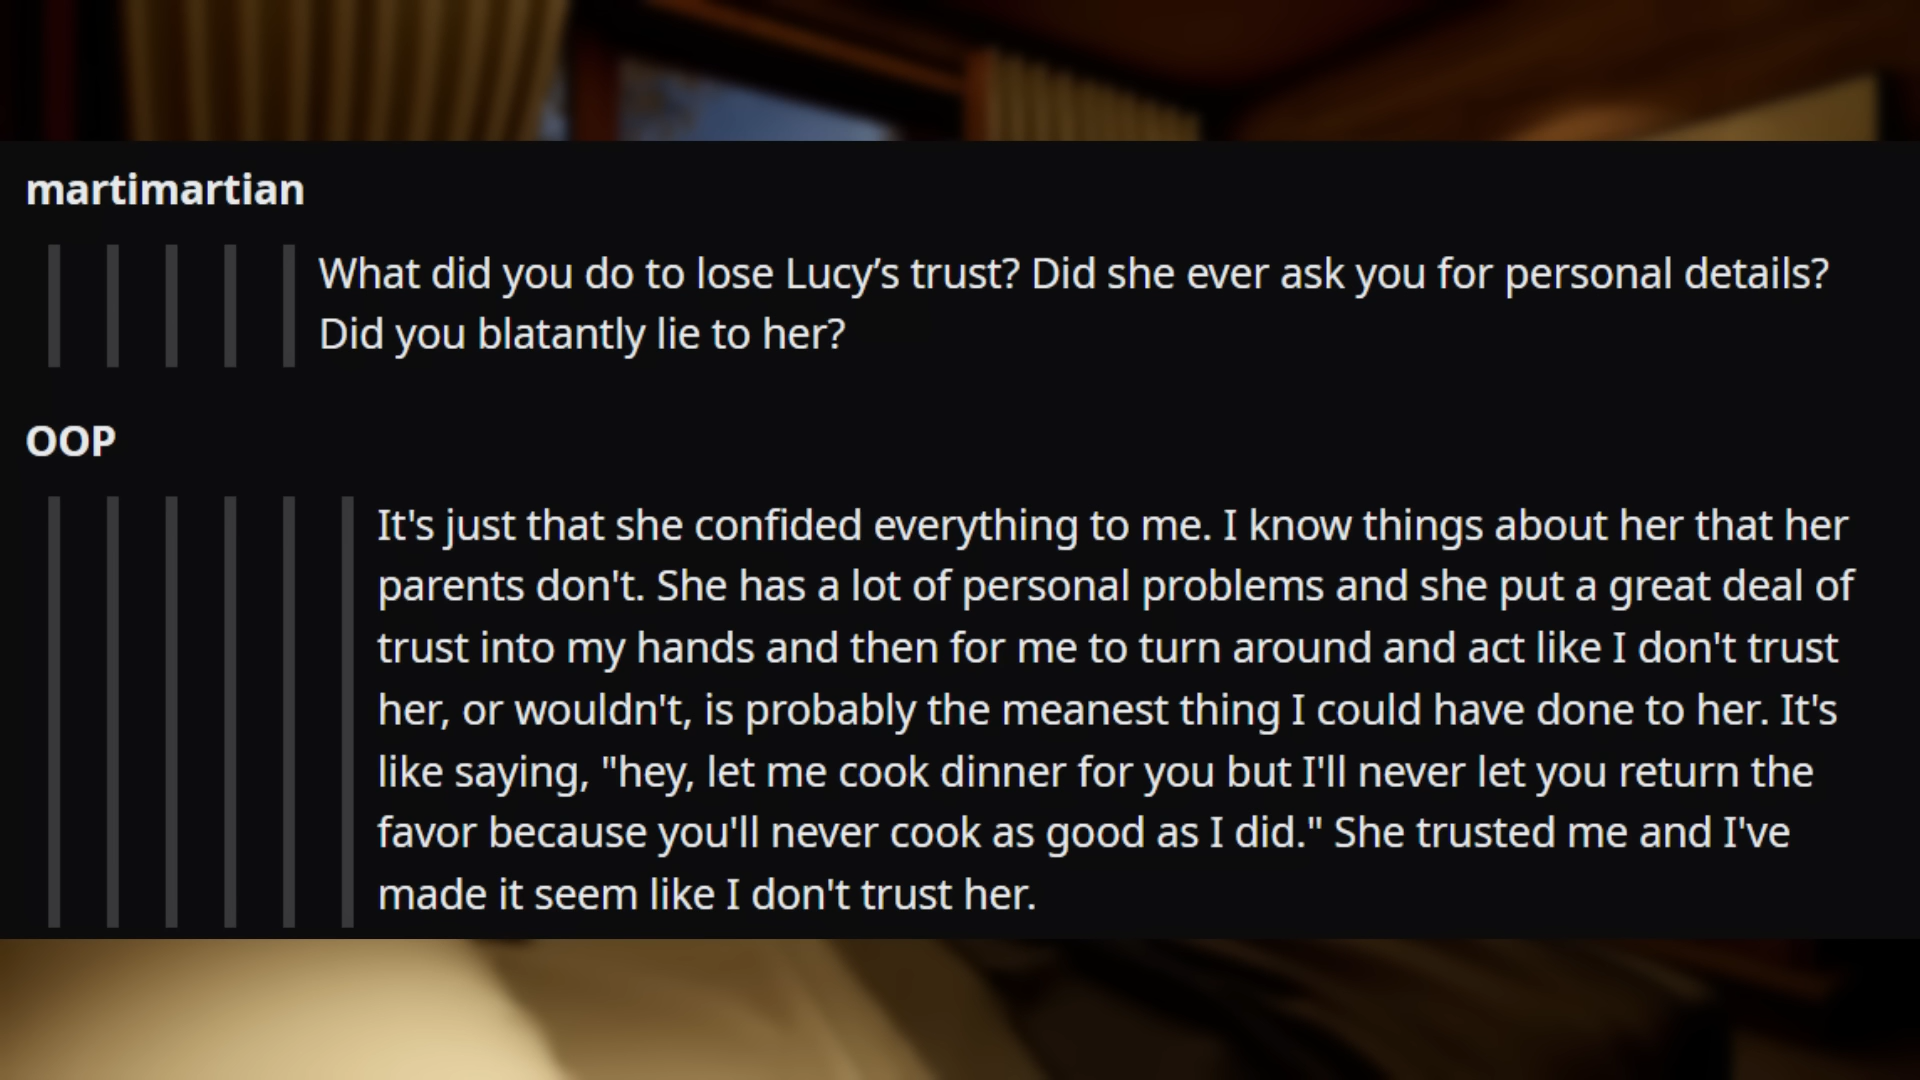 martimartian
What did you do to lose Lucy’s trust? Did she ever ask you for personal details?
Did you blatantly lie to her?
OOP
It's just that she confided everything to me. I know things about her that her
parents don't. She has a lot of personal problems and she put a great deal of
trust into my hands and then for me to turn around and act like I don't trust
her, or wouldn't, is probably the meanest thing I could have done to her. It's
like saying, "hey, let me cook dinner for you but I'll never let you return the
favor because you'll never cook as good as I did." She trusted me and I've
made it seem like I don't trust her.